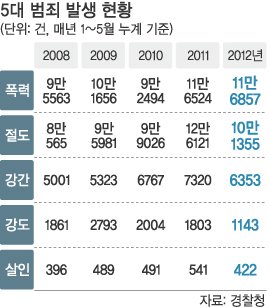 5대 범죄 발생 현황
(단위: 건, 매년 1~5월 누계 기준)
2008 2009 2010 2011 2012년
폭력 9만 5563 10만 1656 9만 2494 11만 6524 11만 6857
절도 8만 565 9만 5981 9만 9026 12만 6121 10만 1355
강간 5001 5323 6767 7320 6353
강도 1861 2793 2004 1803 1143
살인 396 489 491 541 422
자료: 경찰청